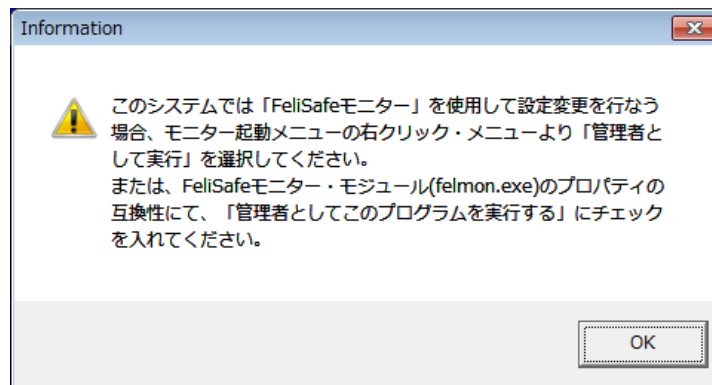 Information
このシステムでは「FeliSafeモニター」を使用して設定変更を行なう
場合、モニター起動メニューの右クリック・メニューより「管理者と
して実行」を選択してください。
または、FeliSafeモニター・モジュール(felmon.exe)のプロパティの
互換性にて、「管理者としてこのプログラムを実行する」にチェック
を入れてください。
OK